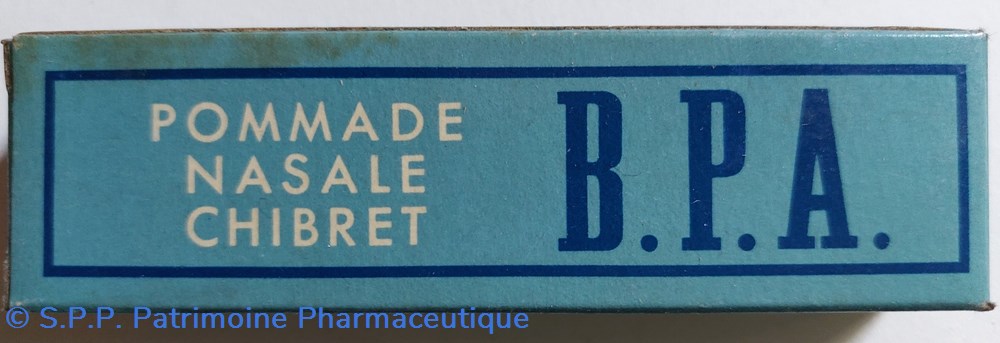 POMMADE
NASALE
CHIBRET
B.P.A.
© S.P.P. Patrimoine Pharmaceutique